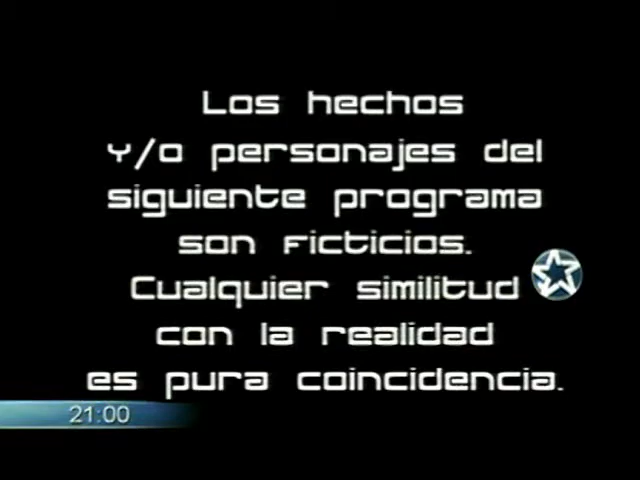 Los hechos
y/o personajes del
siguiente programa
son ficticios.
Cualquier similitud
con la realidad
es pura coincidencia.
21:00